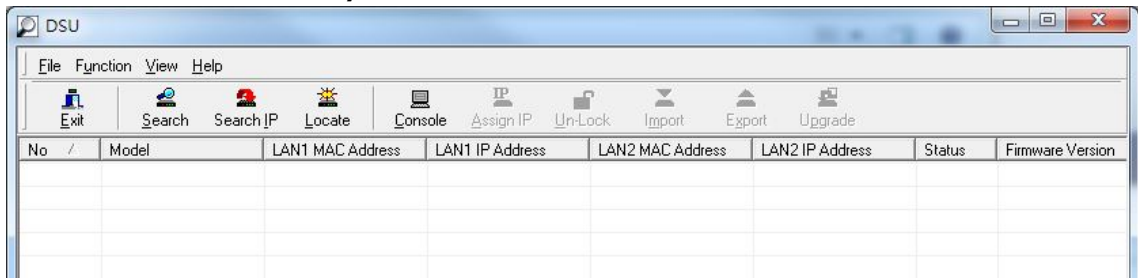 DSU
File Function View Help
Exit Search Search IP Locate Console Assign IP Un-Lock Import Export Upgrade
No Model LAN1 MAC Address LAN1 IP Address LAN2 MAC Address LAN2 IP Address Status Firmware Version